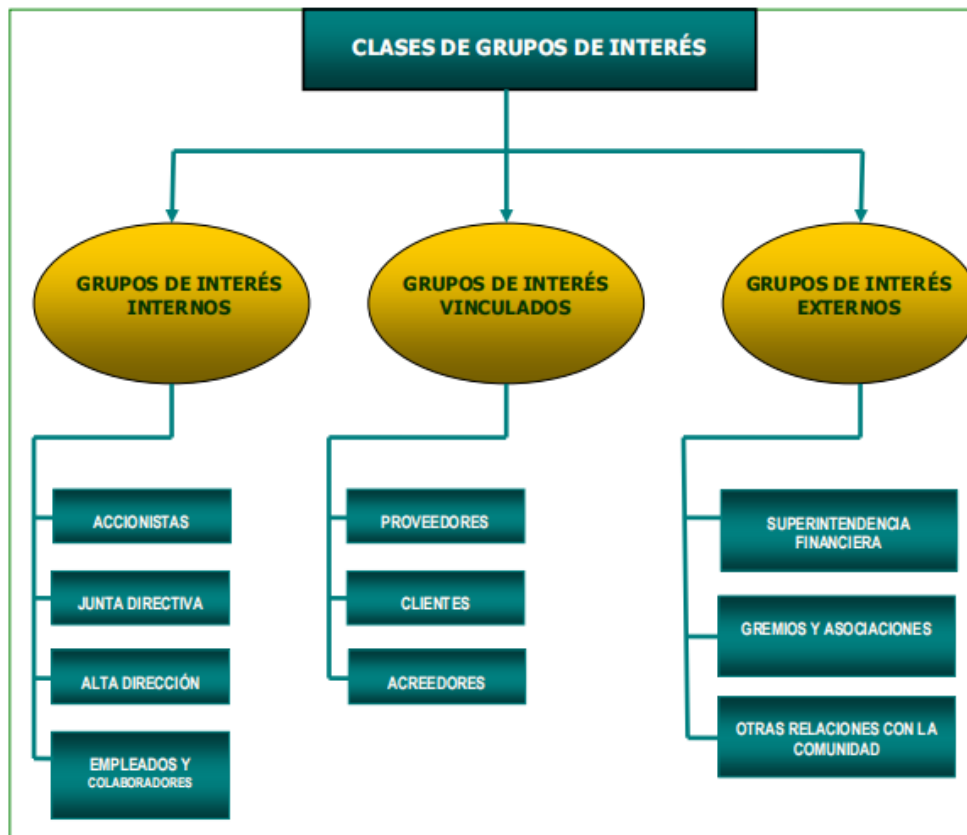 CLASES DE GRUPOS DE INTERÉS
GRUPOS DE INTERÉS
INTERNOS
GRUPOS DE INTERÉS
VINCULADOS
GRUPOS DE INTERÉS
EXTERNOS
ACCIONISTAS
JUNTA DIRECTIVA
ALTA DIRECCIÓN
EMPLEADOS Y
COLABORADORES
PROVEEDORES
CLIENTES
ACREEDORES
SUPERINTENDENCIA
FINANCIERA
GREMIOS Y ASOCIACIONES
OTRAS RELACIONES CON LA
COMUNIDAD